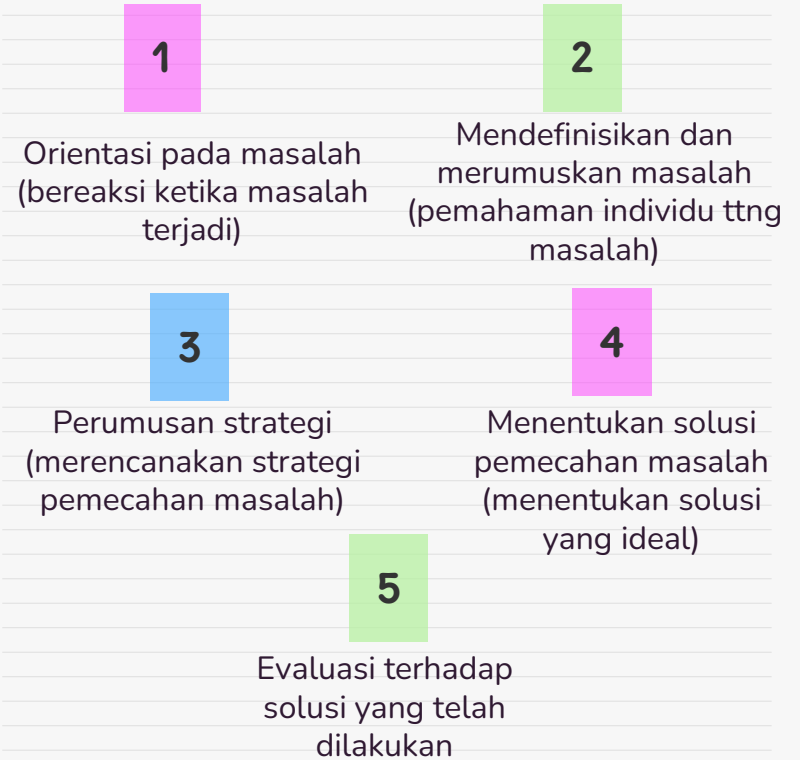 1
Orientasi pada masalah
(bereaksi ketika masalah
terjadi)
2
Mendefinisikan dan
merumuskan masalah
(pemahaman individu ttng
masalah)
3
Perumusan strategi
(merencanakan strategi
pemecahan masalah)
4
Menentukan solusi
pemecahan masalah
(menentukan solusi
yang ideal)
5
Evaluasi terhadap
solusi yang telah
dilakukan